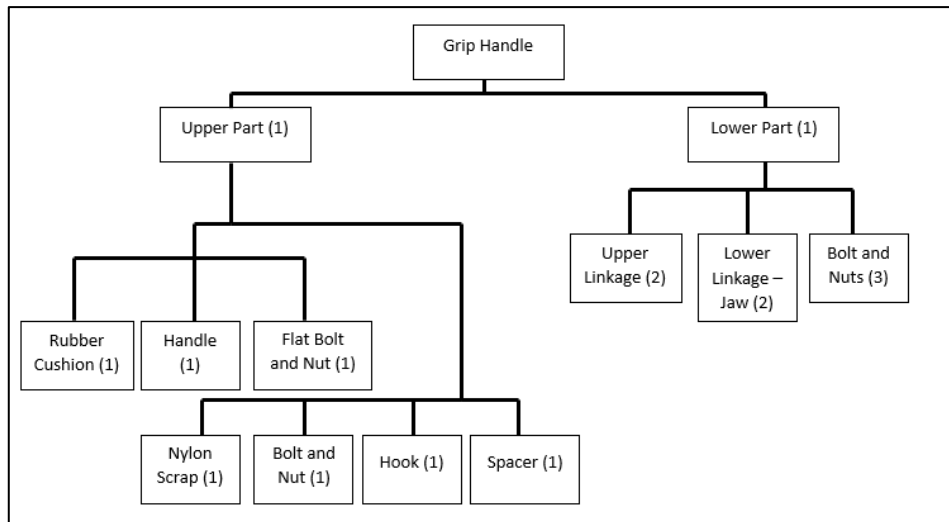 Grip Handle
Upper Part (1)
Lower Part (1)
Upper
Linkage (2)
Lower
Linkage –
Jaw (2)
Bolt and
Nuts (3)
Rubber
Cushion (1)
Handle
(1)
Flat Bolt
and Nut (1)
Nylon
Scrap (1)
Bolt and
Nut (1)
Hook (1)
Spacer (1)